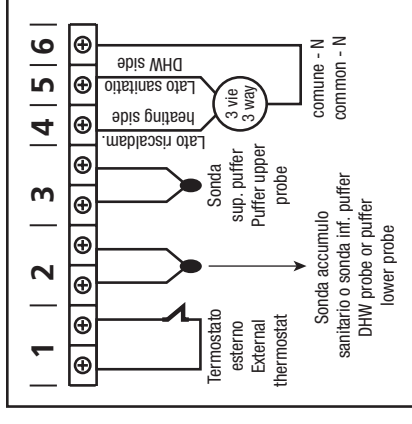 1 2 3 4 5 6
Termostato
esterno
External
thermostat
Sonda accumulo
sanitario o sonda inf. puffer
DHW probe or puffer
lower probe
Sonda
sup. puffer
Puffer upper
probe
Lato riscaldam.
heating side
Lato sanitatio
DHW side
3 vie
3 way
comune - N
common - N